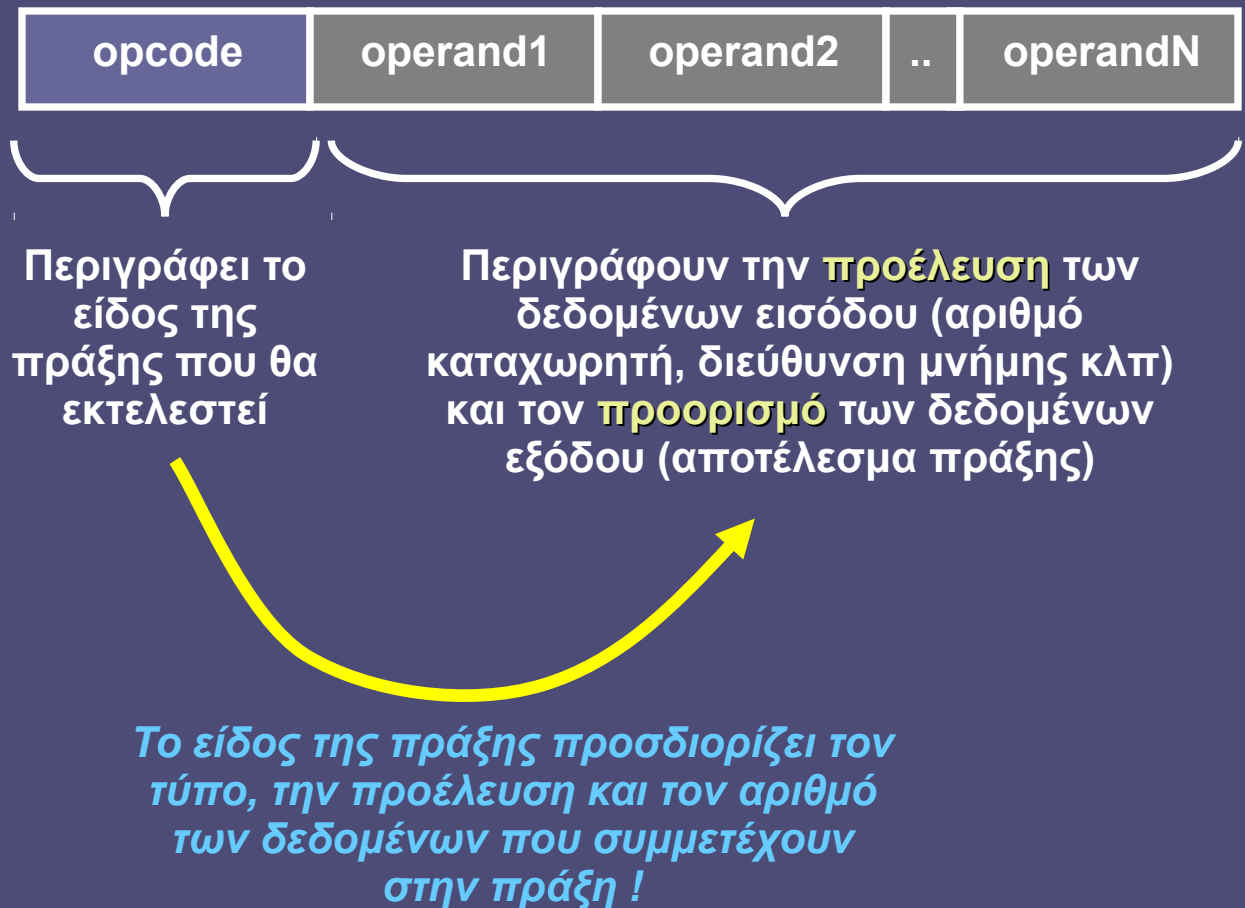 opcode operand1 operand2 .. operandN
Περιγράφει το
είδος της
πράξης που θα
εκτελεστεί
Περιγράφουν την προέλευση των
δεδομένων εισόδου (αριθμό
καταχωρητή, διεύθυνση μνήμης κλπ)
και τον προορισμό των δεδομένων
εξόδου (αποτέλεσμα πράξης)
Το είδος της πράξης προσδιορίζει τον
τύπο, την προέλευση και τον αριθμό
των δεδομένων που συμμετέχουν
στην πράξη !